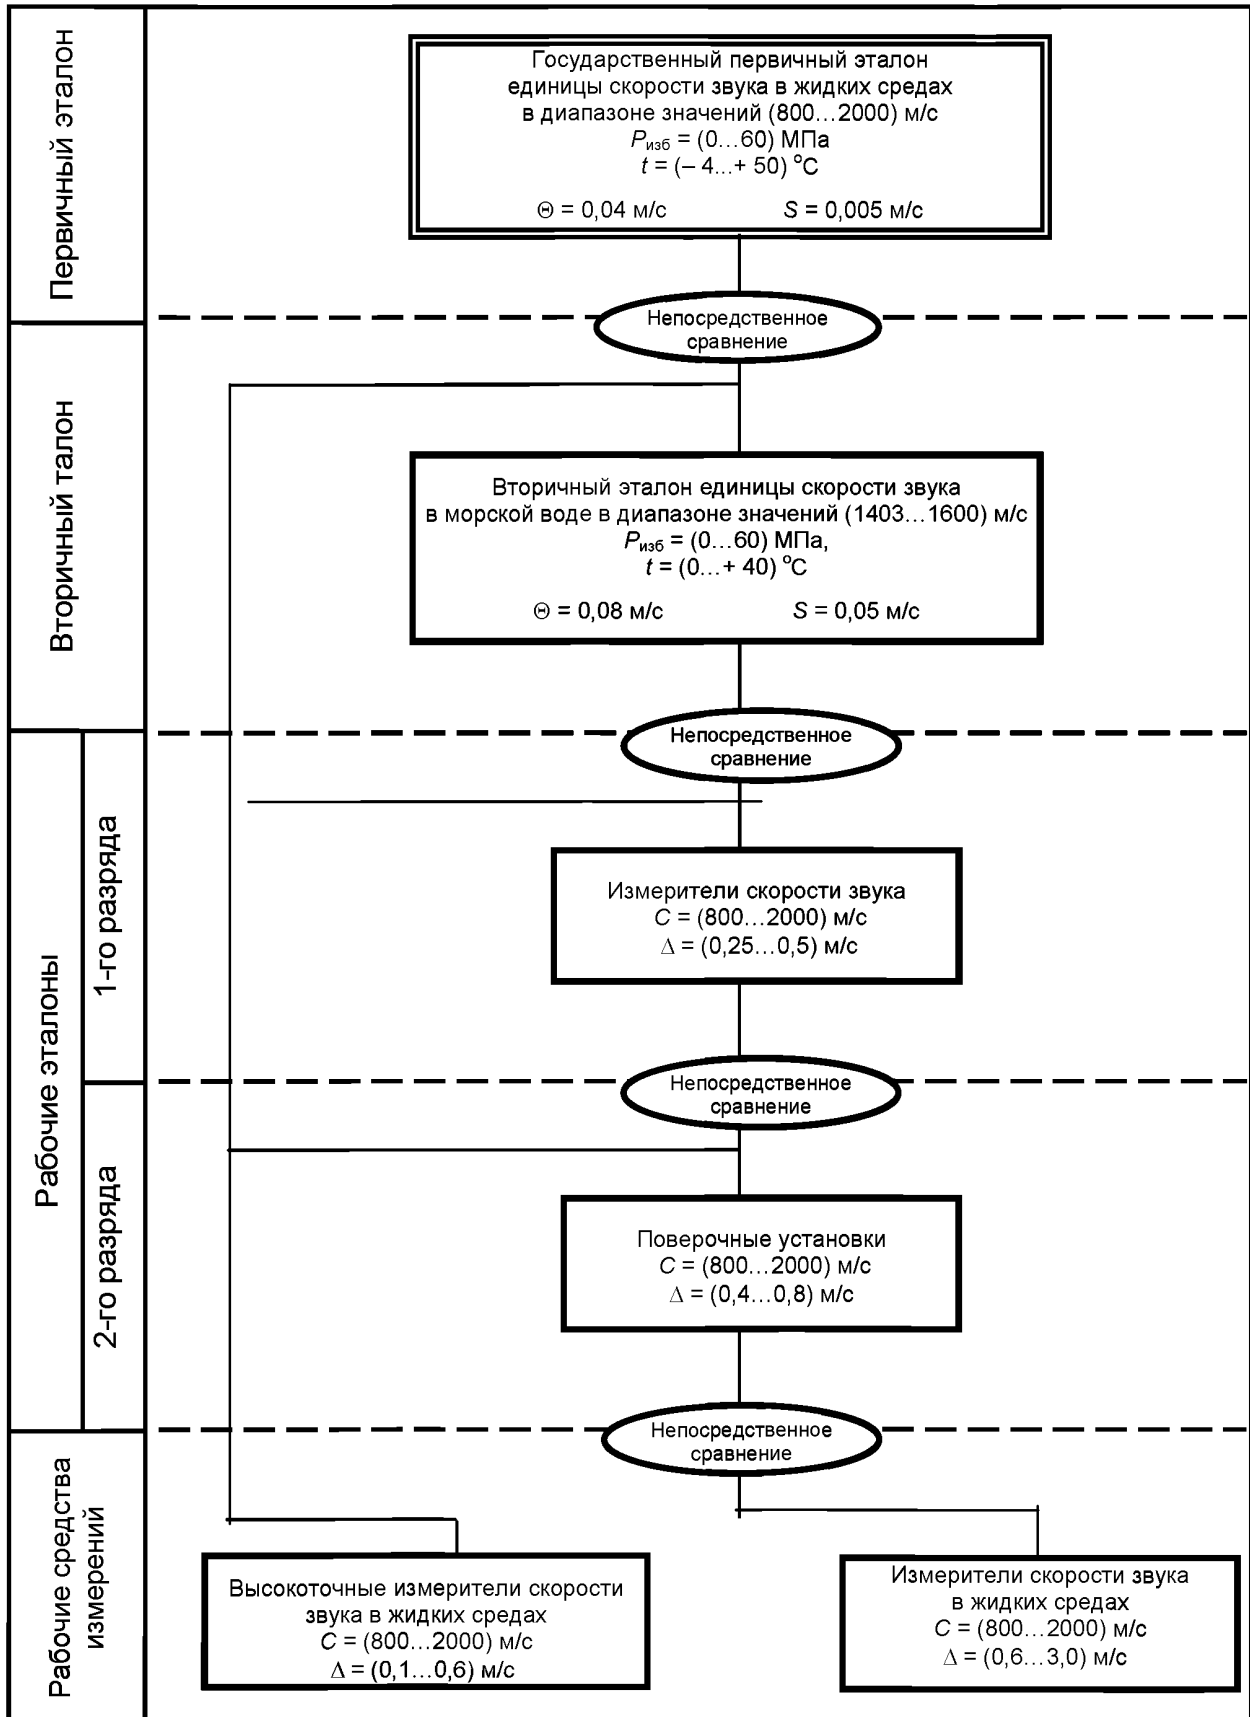 Первичный эталон
Государственный первичный эталон
единицы скорости звука в жидких средах
в диапазоне значений (800...2000) м/с
Pизб = (0...60) МПа
t = (– 4...+ 50) °C
Θ = 0,04 м/с S = 0,005 м/с
Непосредственное
сравнение
Вторичный талон
Вторичный эталон единицы скорости звука
в морской воде в диапазоне значений (1403...1600) м/с
Pизб = (0...60) МПа,
t = (0...+ 40) °C
Θ = 0,08 м/с S = 0,05 м/с
Непосредственное
сравнение
Рабочие эталоны
1-го разряда
Измерители скорости звука
C = (800...2000) м/с
Δ = (0,25...0,5) м/с
Непосредственное
сравнение
2-го разряда
Поверочные установки
C = (800...2000) м/с
Δ = (0,4...0,8) м/с
Непосредственное
сравнение
Рабочие средства
измерений
Высокоточные измерители скорости
звука в жидких средах
C = (800...2000) м/с
Δ = (0,1...0,6) м/с
Измерители скорости звука
в жидких средах
C = (800...2000) м/с
Δ = (0,6...3,0) м/с